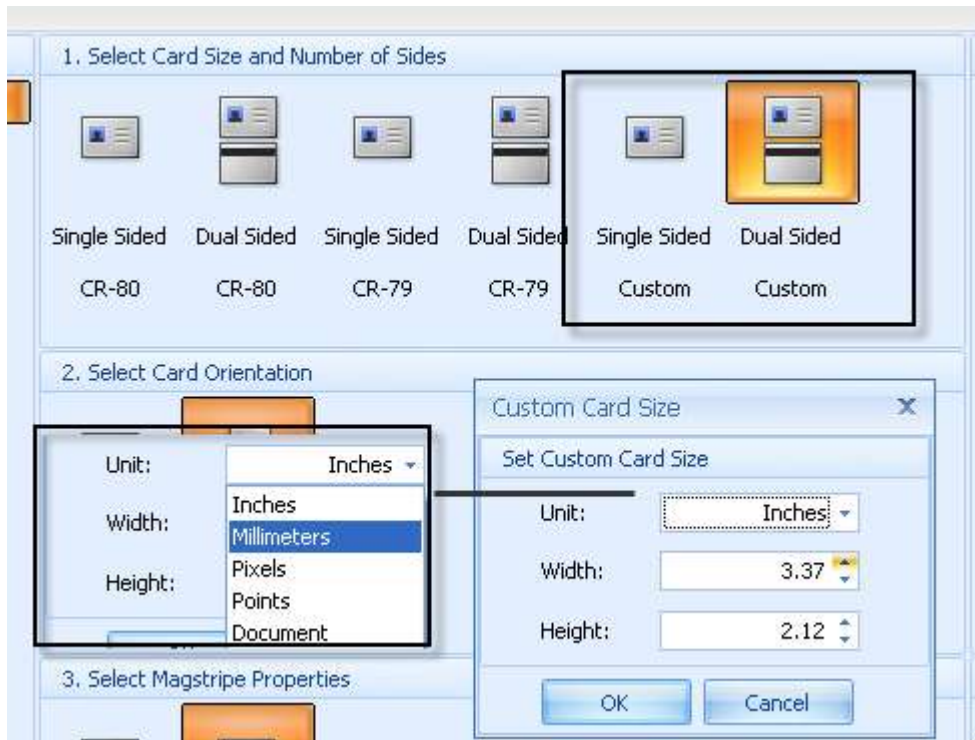 1. Select Card Size and Number of Sides
Single Sided Dual Sided Single Sided Dual Sided Single Sided Dual Sided
CR-80 CR-80 CR-79 CR-79 Custom Custom
2. Select Card Orientation
Unit: Inches
Inches
Width:
Millimeters
Pixels
Height:
Points
Document
Custom Card Size
Set Custom Card Size
Unit: Inches
Width: 3.37
Height: 2.12
OK Cancel
3. Select Magstripe Properties